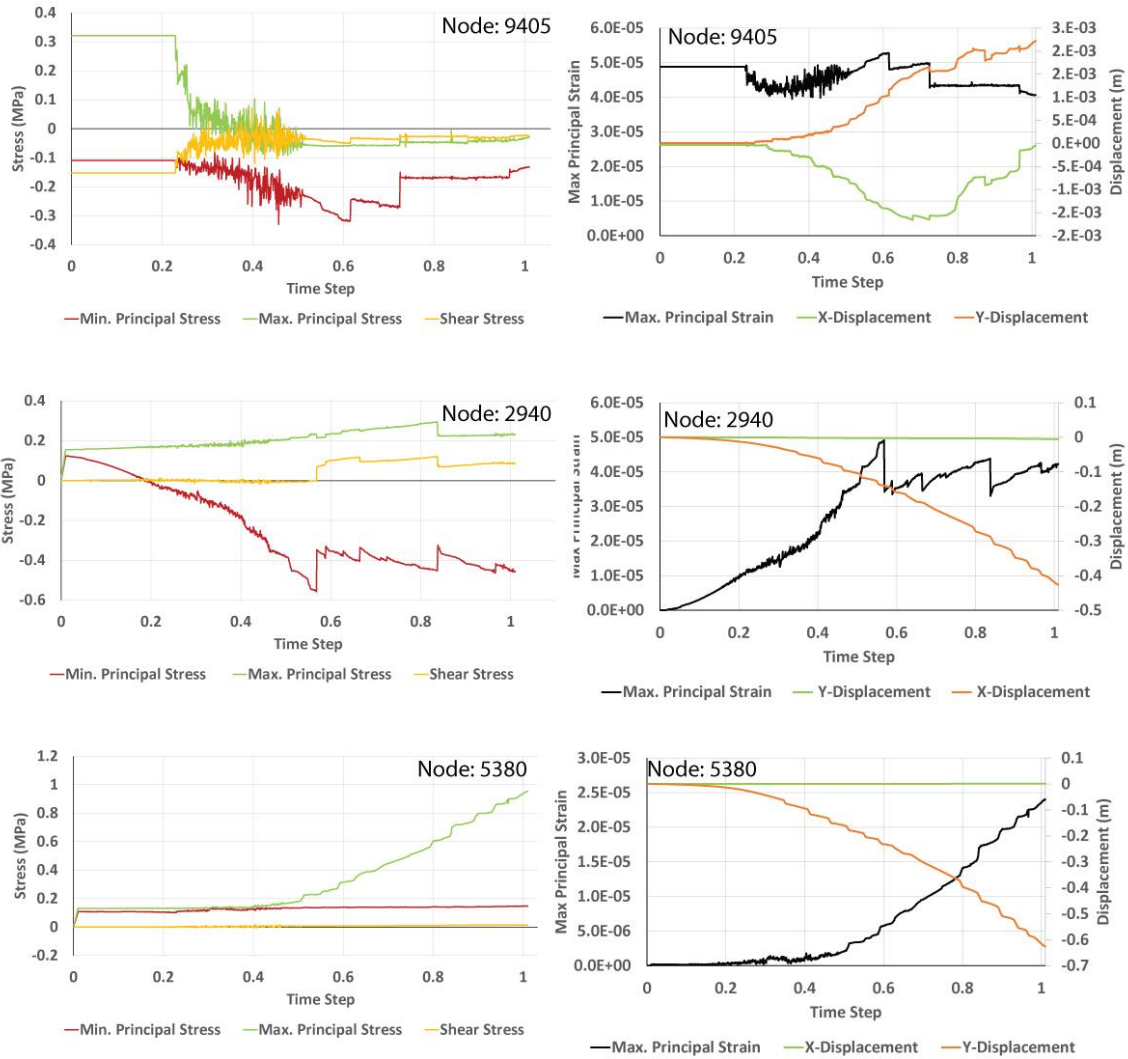 Node: 9405
Stress (MPa)
0.4
0.3
0.2
0.1
0
-0.1
-0.2
-0.3
-0.4
0 0.2 0.4 0.6 0.8 1
Time Step
Min. Principal Stress Max. Principal Stress Shear Stress
Node: 9405
Max Principal Strain
6.0E-05
5.0E-05
4.0E-05
3.0E-05
2.0E-05
1.0E-05
0.0E+00
3.E-03
2.E-03
2.E-03
1.E-03
5.E-04
0.E+00
-5.E-04
-1.E-03
-2.E-03
-2.E-03
Displacement (m)
0 0.2 0.4 0.6 0.8 1
Time Step
Max. Principal Strain X-Displacement Y-Displacement
Node: 2940
Stress (MPa)
0.4
0.2
0
-0.2
-0.4
-0.6
0 0.2 0.4 0.6 0.8 1
Time Step
Min. Principal Stress Max. Principal Stress Shear Stress
Node: 2940
Max Principal Strain
6.0E-05
5.0E-05
4.0E-05
3.0E-05
2.0E-05
1.0E-05
0.0E+00
0.1
0
-0.1
-0.2
-0.3
-0.4
-0.5
Displacement (m)
0 0.2 0.4 0.6 0.8 1
Time Step
Max. Principal Strain Y-Displacement X-Displacement
Node: 5380
Stress (MPa)
1.2
1
0.8
0.6
0.4
0.2
0
-0.2
0 0.2 0.4 0.6 0.8 1
Time Step
Min. Principal Stress Max. Principal Stress Shear Stress
Node: 5380
Max Principal Strain
3.0E-05
2.5E-05
2.0E-05
1.5E-05
1.0E-05
5.0E-06
0.0E+00
0.1
0
-0.1
-0.2
-0.3
-0.4
-0.5
-0.6
-0.7
Displacement (m)
0 0.2 0.4 0.6 0.8 1
Time Step
Max. Principal Strain X-Displacement Y-Displacement